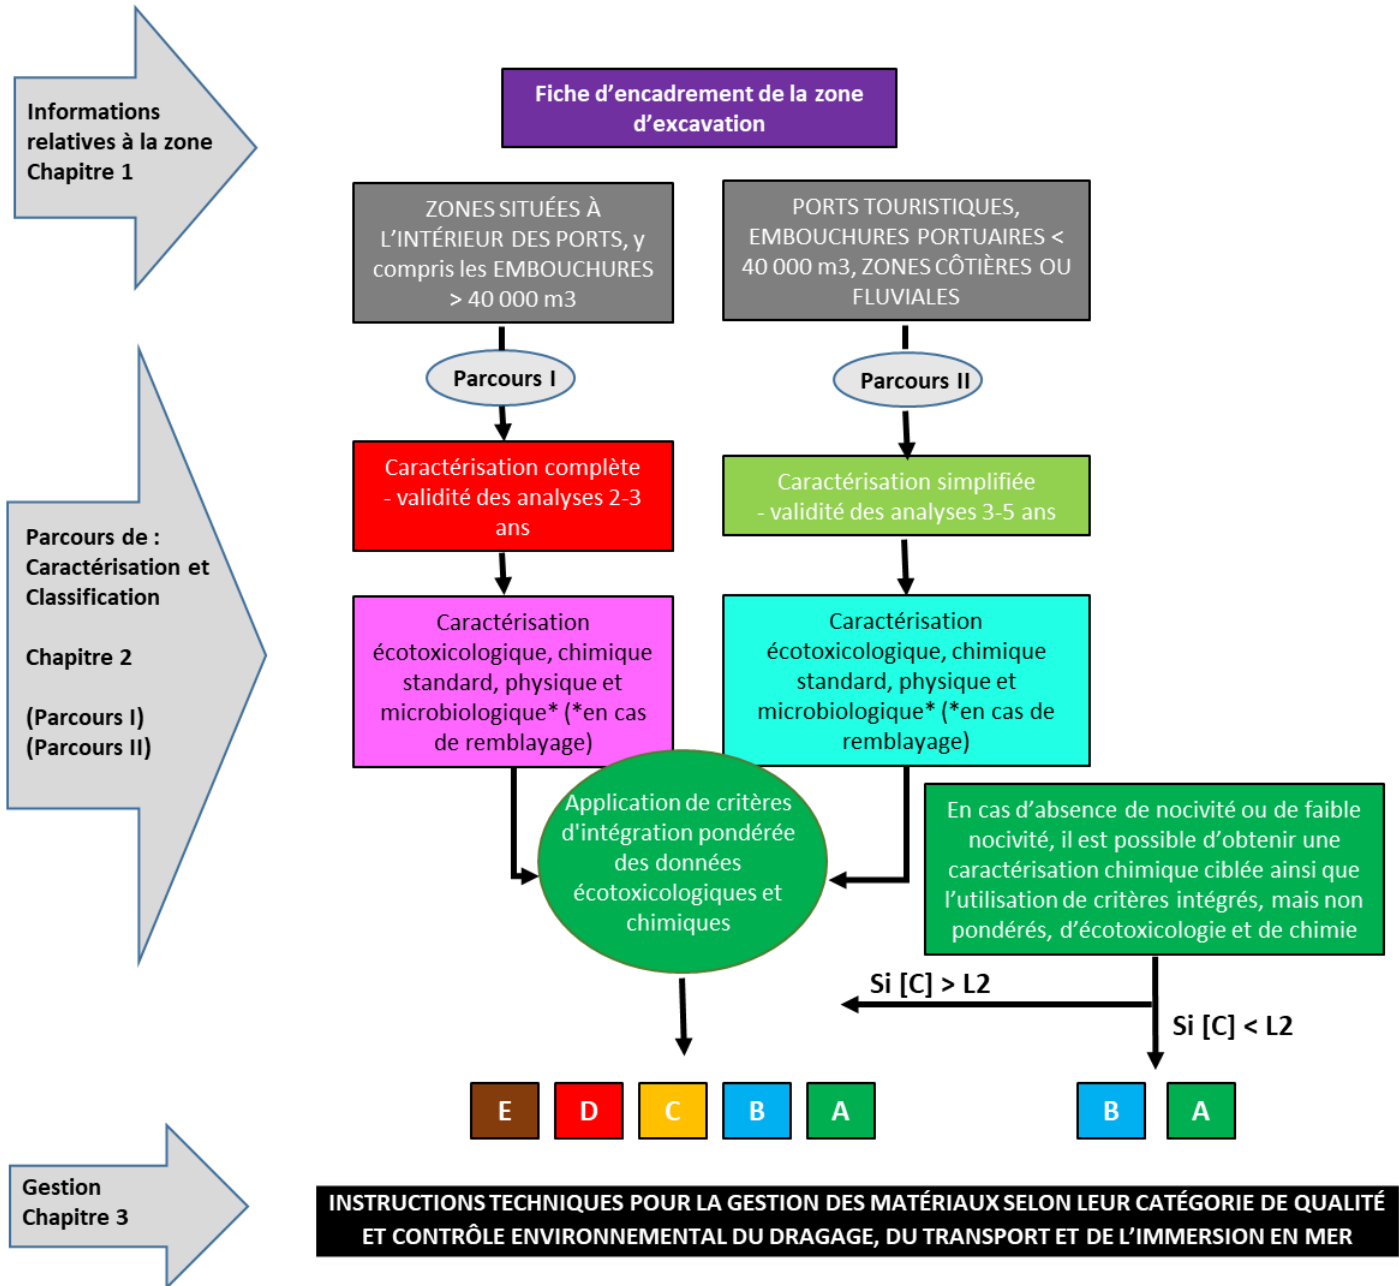 Informations
relatives à la zone
Chapitre 1
Fiche d’encadrement de la zone
d’excavation
ZONES SITUÉES À
L’INTÉRIEUR DES PORTS, y
compris les EMBOUCHURES
> 40 000 m3
PORTS TOURISTIQUES,
EMBOUCHURES PORTUAIRES <
40 000 m3, ZONES CÔTIÈRES OU
FLUVIALES
Parcours I
Parcours II
Parcours de :
Caractérisation et
Classification
Chapitre 2
(Parcours I)
(Parcours II)
Caractérisation complète
- validité des analyses 2-3
ans
Caractérisation simplifiée
- validité des analyses 3-5 ans
Caractérisation
écotoxicologique, chimique
standard, physique et
microbiologique* (*en cas
de remblayage)
Caractérisation
écotoxicologique, chimique
standard, physique et
microbiologique* (*en cas de
remblayage)
Application de critères
d'intégration pondérée
des données
écotoxicologiques et
chimiques
En cas d’absence de nocivité ou de faible
nocivité, il est possible d’obtenir une
caractérisation chimique ciblée ainsi que
l’utilisation de critères intégrés, mais non
pondérés, d’écotoxicologie et de chimie
Si [C] > L2
Si [C] < L2
E D C B A
B A
Gestion
Chapitre 3
INSTRUCTIONS TECHNIQUES POUR LA GESTION DES MATÉRIAUX SELON LEUR CATÉGORIE DE QUALITÉ
ET CONTRÔLE ENVIRONNEMENTAL DU DRAGAGE, DU TRANSPORT ET DE L’IMMERSION EN MER